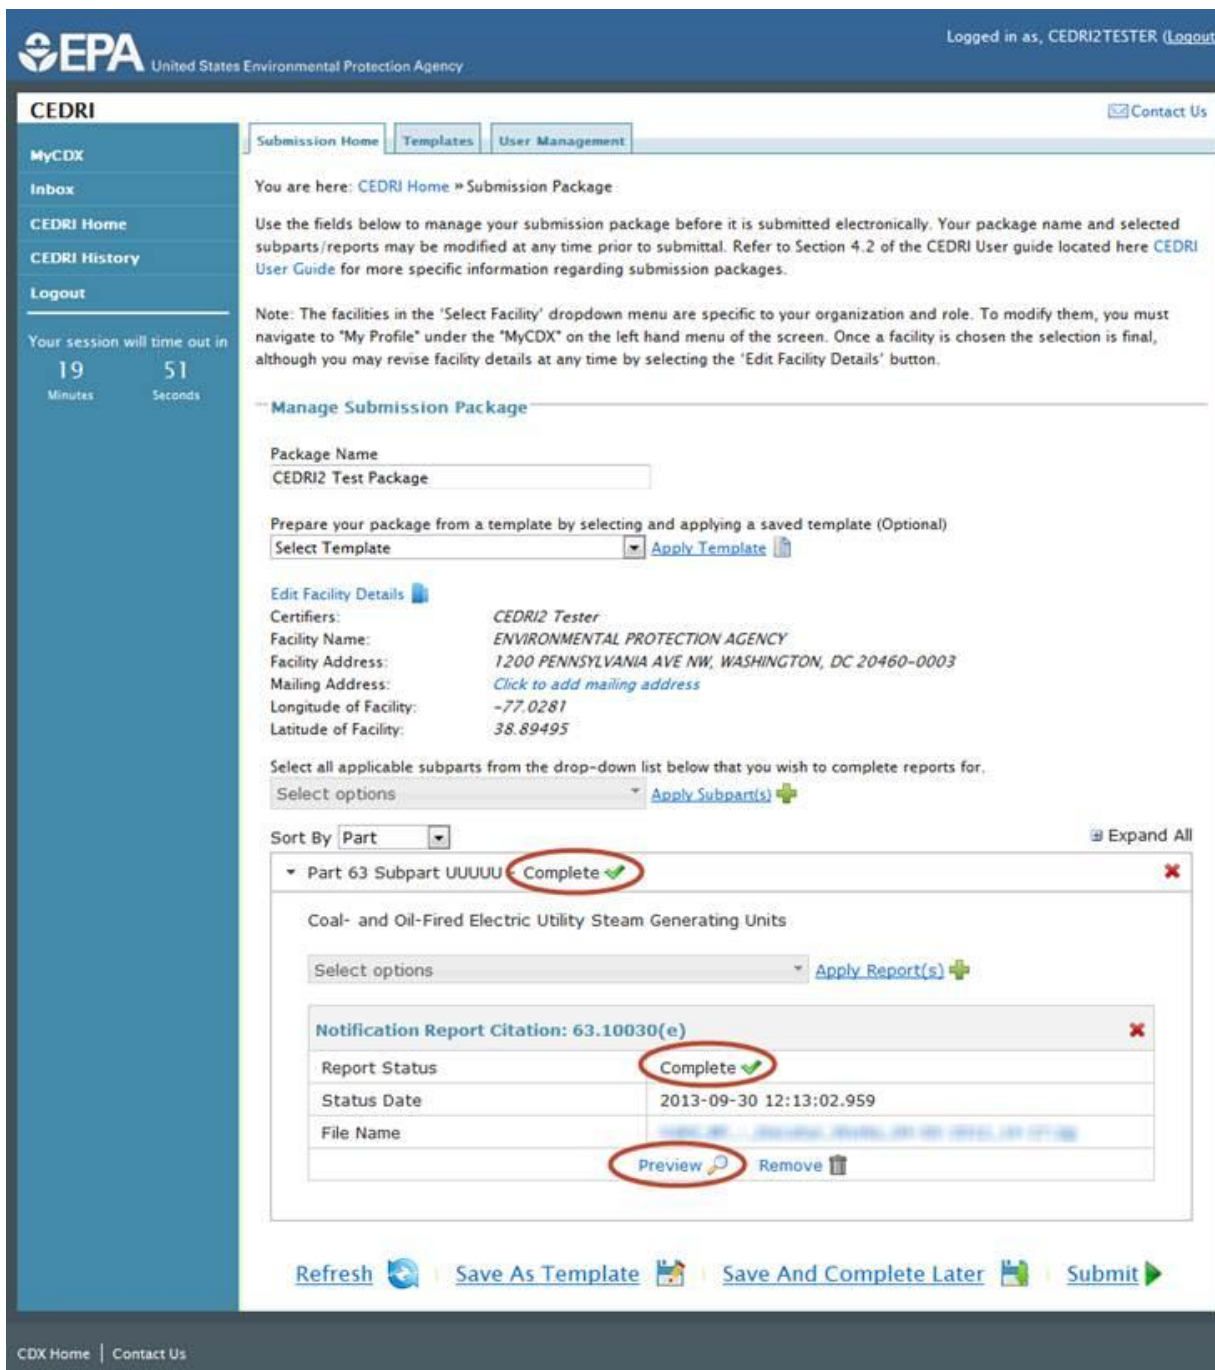 EPA United States Environmental Protection Agency
Logged in as, CEDRI2TESTER (Logout
CEDRI
Contact Us
MyCDX
Inbox
CEDRI Home
CEDRI History
Logout
Your session will time out in
19 51
Minutes Seconds
Submission Home Templates User Management
You are here: CEDRI Home » Submission Package
Use the fields below to manage your submission package before it is submitted electronically. Your package name and selected
subparts/reports may be modified at any time prior to submittal. Refer to Section 4.2 of the CEDRI User guide located here CEDRI
User Guide for more specific information regarding submission packages.
Note: The facilities in the 'Select Facility' dropdown menu are specific to your organization and role. To modify them, you must
navigate to "My Profile" under the "MyCDX" on the left hand menu of the screen. Once a facility is chosen the selection is final,
although you may revise facility details at any time by selecting the 'Edit Facility Details' button.
Manage Submission Package
Package Name
CEDRI2 Test Package
Prepare your package from a template by selecting and applying a saved template (Optional)
Select Template Apply Template
Edit Facility Details
Certifiers: CEDRI2 Tester
Facility Name: ENVIRONMENTAL PROTECTION AGENCY
Facility Address: 1200 PENNSYLVANIA AVE NW, WASHINGTON, DC 20460-0003
Mailing Address: Click to add mailing address
Longitude of Facility: -77.0281
Latitude of Facility: 38.89495
Select all applicable subparts from the drop-down list below that you wish to complete reports for.
Select options Apply Subpart(s)
Sort By Part Expand All
Part 63 Subpart UUUUU - Complete
Coal- and Oil-Fired Electric Utility Steam Generating Units
Select options Apply Report(s)
Notification Report Citation: 63.10030(e)
Report Status Complete
Status Date 2013-09-30 12:13:02.959
File Name
Preview Remove
Refresh Save As Template Save And Complete Later Submit
CDX Home | Contact Us